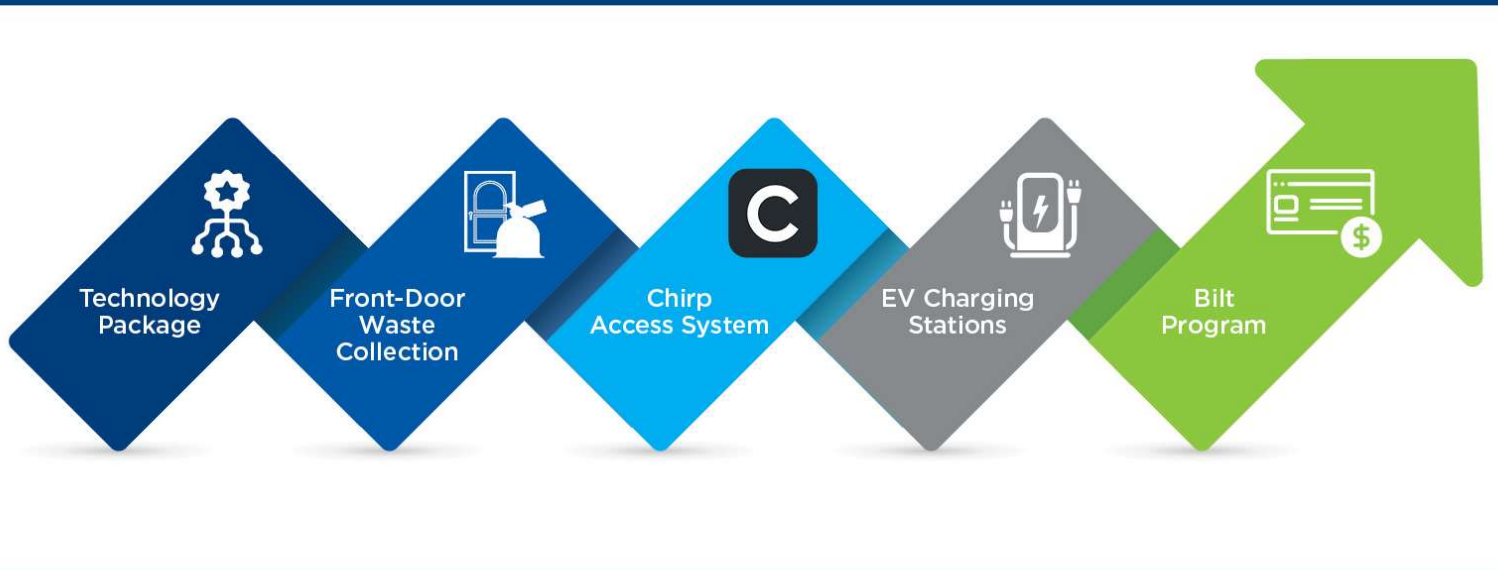 Technology
Package
Front-Door
Waste
Collection
C
Chirp
Access System
EV Charging
Stations
$
Bilt
Program